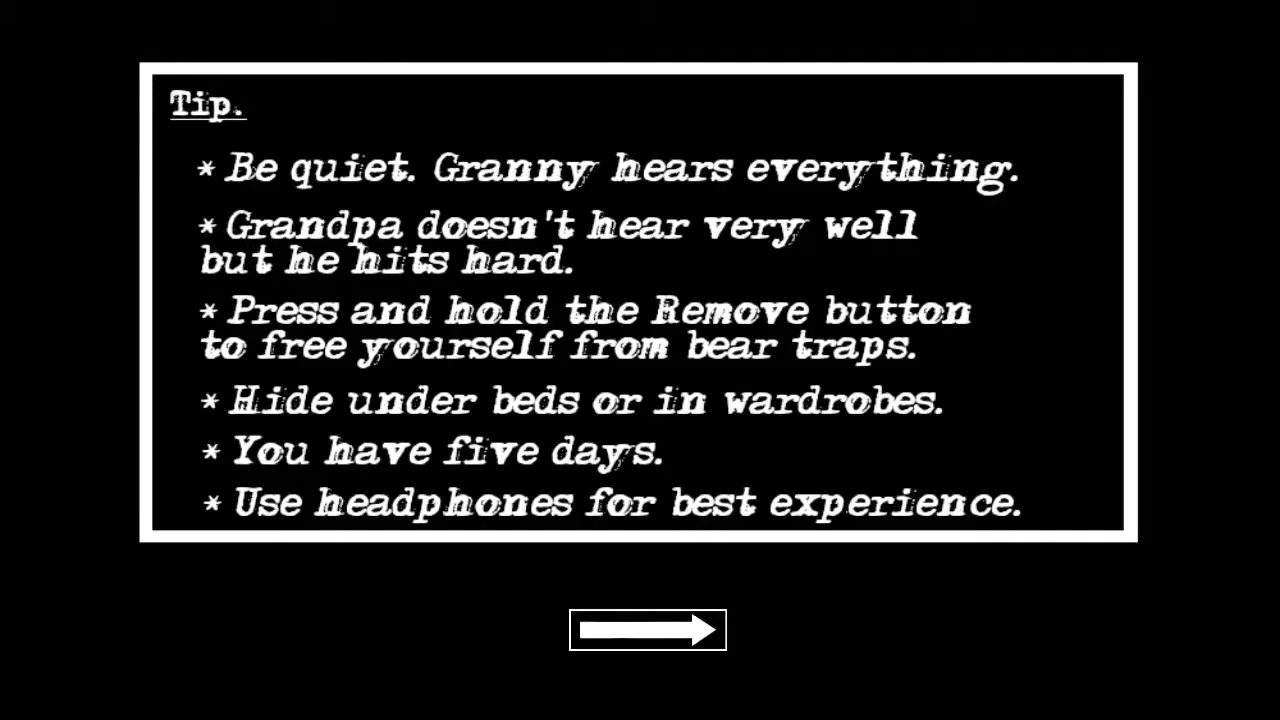 Tip.
* Be quiet. Granny hears everything.
* Grandpa doesn't hear very well
but he hits hard.
* Press and hold the Remove button
to free yourself from bear traps.
* Hide under beds or in wardrobes.
* You have five days.
* Use headphones for best experience.